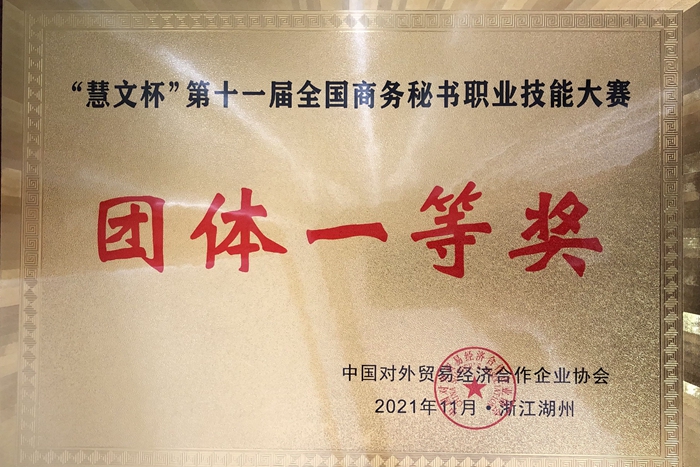 “慧文杯”第十一届全国商务秘书职业技能大赛
团体一等奖
中国对外贸易经济合作企业协会
2021年11月·浙江湖州